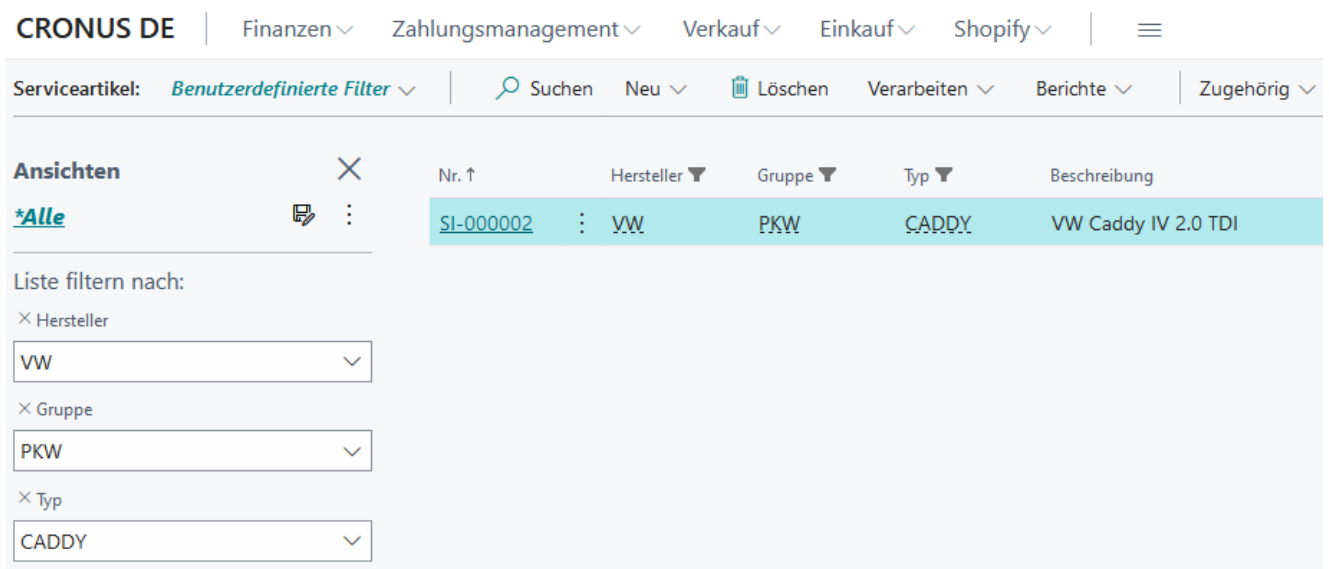 CRONUS DE Finanzen Zahlungsmanagement Verkauf Einkauf Shopify
Serviceartikel: Benutzerdefinierte Filter Suchen Neu Löschen Verarbeiten Berichte Zugehörig
Ansichten
*Alle
Liste filtern nach:
Hersteller
VW
Gruppe
PKW
Typ
CADDY
Nr. ↑ Hersteller Gruppe Typ Beschreibung
SI-000002 VW PKW CADDY VW Caddy IV 2.0 TDI